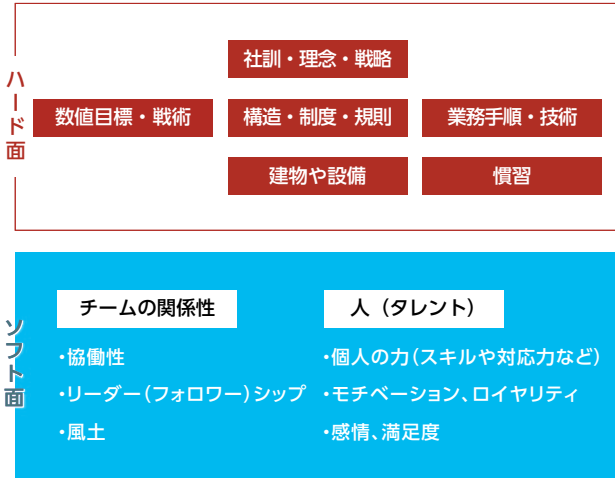 ハード面
社訓・理念・戦略
数値目標・戦術
構造・制度・規則
業務手順・技術
建物や設備
慣習
ソフト面
チームの関係性
・協働性
・リーダー(フォロワー)シップ
・風土
人（タレント）
・個人の力(スキルや対応力など)
・モチベーション、ロイヤリティ
・感情、満足度